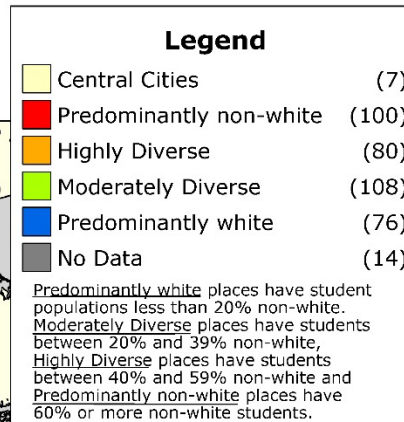 Legend
Central Cities (7)
Predominantly non-white (100)
Highly Diverse (80)
Moderately Diverse (108)
Predominantly white (76)
No Data (14)
Predominantly white places have student
populations less than 20% non-white.
Moderately Diverse places have students
between 20% and 39% non-white,
Highly Diverse places have students
between 40% and 59% non-white and
Predominantly non-white places have
60% or more non-white students.